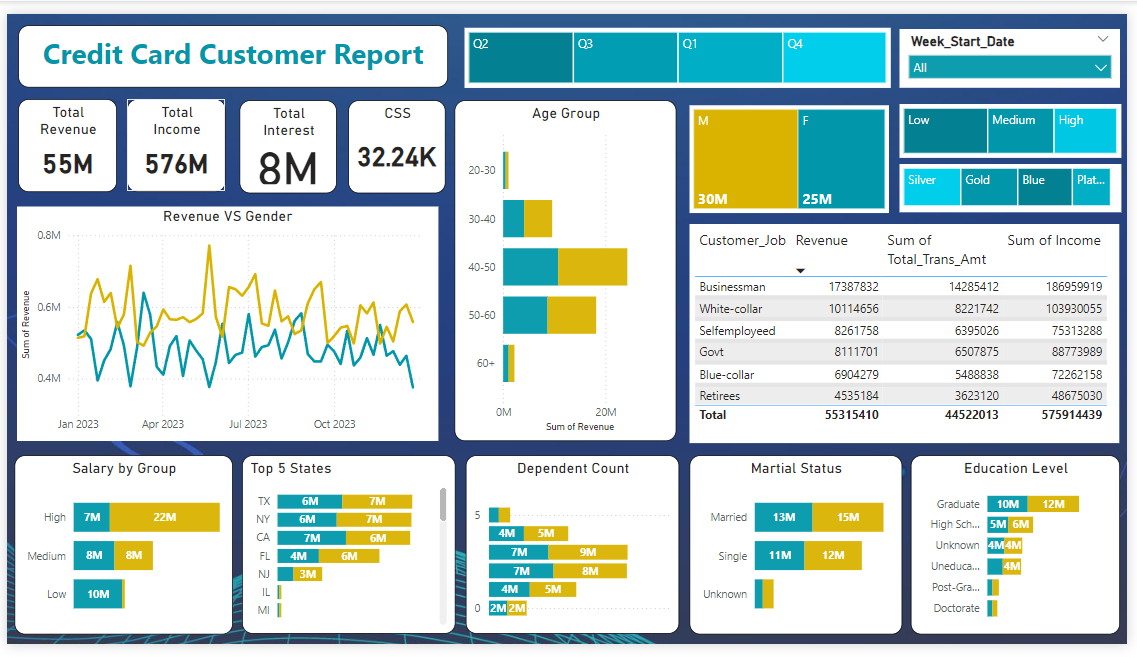 Credit Card Customer Report
Q2 Q3 Q1 Q4
Week_Start_Date
All
Total Revenue
55M
Total Income
576M
Total Interest
8M
CSS
32.24K
Age Group
20-30
30-40
40-50
50-60
60+
0M 20M
Sum of Revenue
M
30M
F
25M
Low Medium High
Silver Gold Blue Plat...
Revenue VS Gender
Sum of Revenue
0.8M
0.6M
0.4M
Jan 2023 Apr 2023 Jul 2023 Oct 2023
Customer_Job Revenue Sum of Total_Trans_Amt Sum of Income
Businessman 17387832 14285412 186959919
White-collar 10114656 8221742 103930055
Selfemployeed 8261758 6395026 75313288
Govt 8111701 6507875 88773989
Blue-collar 6904279 5488838 72262158
Retirees 4535184 3623120 48675030
Total 55315410 44522013 575914439
Salary by Group
High 7M 22M
Medium 8M 8M
Low 10M
Top 5 States
TX 6M 7M
NY 6M 7M
CA 7M 6M
FL 4M 6M
NJ 3M
IL
MI
Dependent Count
5
4M 5M
7M 9M
7M 8M
4M 5M
0 2M 2M
Martial Status
Married 13M 15M
Single 11M 12M
Unknown
Education Level
Graduate 10M 12M
High Sch... 5M 6M
Unknown 4M 4M
Uneduca... 4M
Post-Gra...
Doctorate